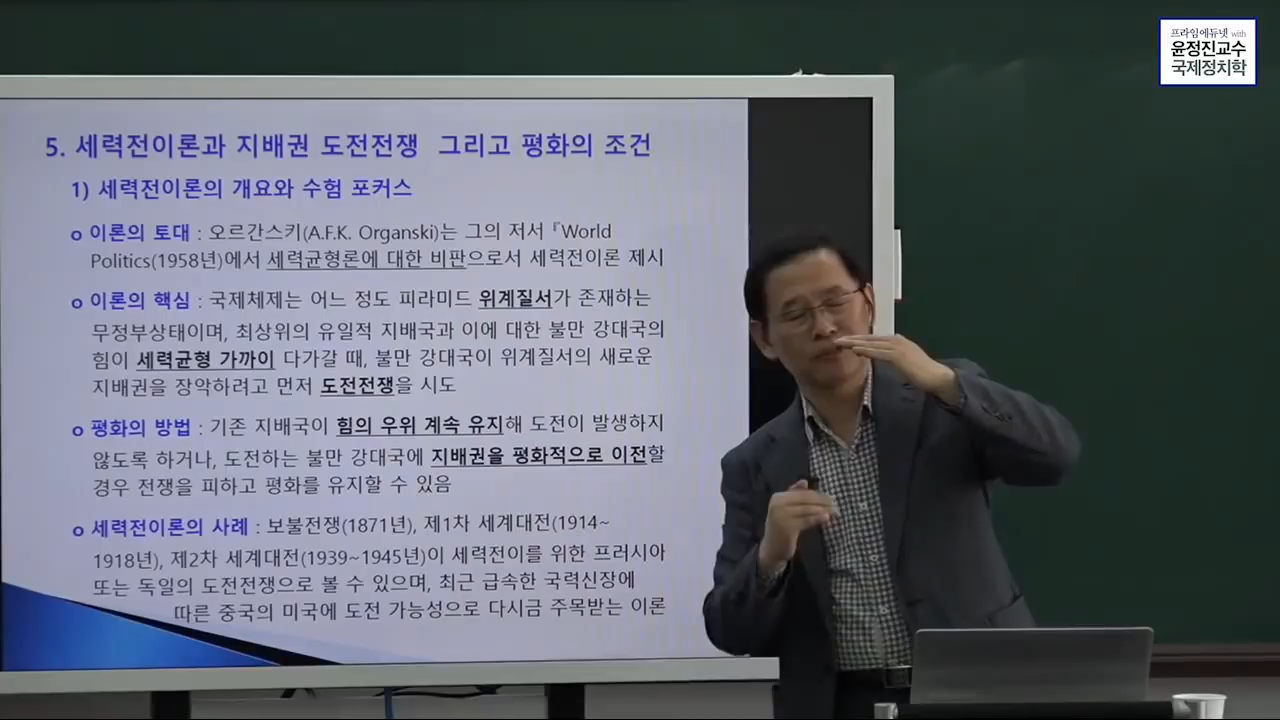 프라임에듀넷 with
윤정진교수
국제정치학
5. 세력전이론과 지배권 도전전쟁 그리고 평화의 조건
1) 세력전이론의 개요와 수험 포커스
o 이론의 토대 : 오르간스키(A.F.K. Organski)는 그의 저서 『World
Politics(1958년)에서 세력균형론에 대한 비판으로서 세력전이론 제시
o 이론의 핵심 : 국제체제는 어느 정도 피라미드 위계질서가 존재하는
무정부상태이며, 최상위의 유일적 지배국과 이에 대한 불만 강대국의
힘이 세력균형 가까이 다가갈 때, 불만 강대국이 위계질서의 새로운
지배권을 장악하려고 먼저 도전전쟁을 시도
o 평화의 방법 : 기존 지배국이 힘의 우위 계속 유지해 도전이 발생하지
않도록 하거나, 도전하는 불만 강대국에 지배권을 평화적으로 이전할
경우 전쟁을 피하고 평화를 유지할 수 있음
o 세력전이론의 사례 : 보불전쟁(1871년), 제1차 세계대전(1914~
1918년), 제2차 세계대전(1939~1945년)이 세력전이를 위한 프러시아
또는 독일의 도전전쟁으로 볼 수 있으며, 최근 급속한 국력신장에
따른 중국의 미국에 도전 가능성으로 다시금 주목받는 이론